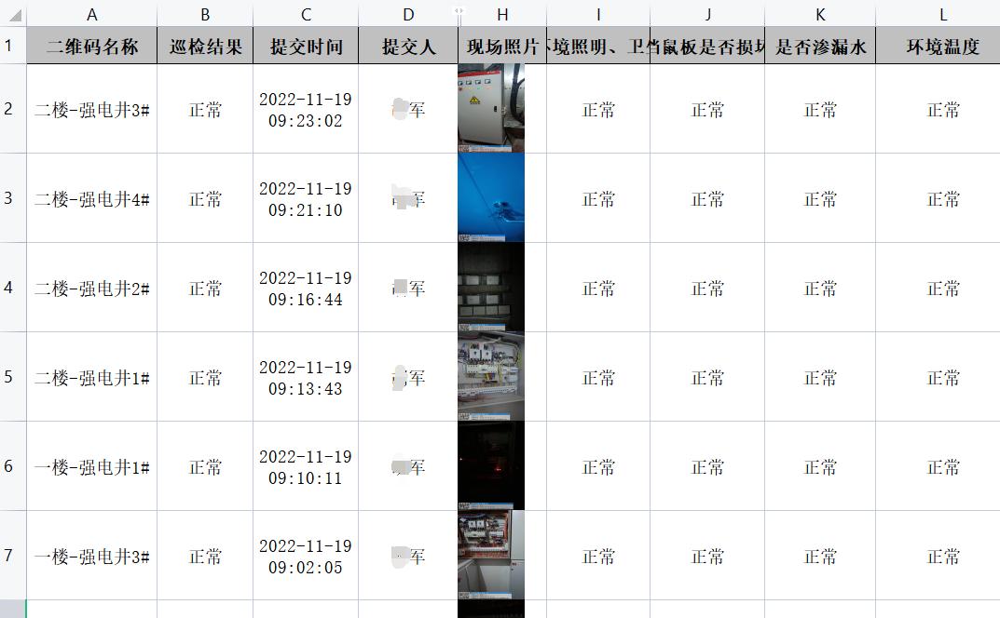 A B C D H I J K L
1 二维码名称 巡检结果 提交时间 提交人 现场照片 环境照明、卫 挡鼠板是否损坏 是否渗漏水 环境温度
2 二楼-强电井3# 正常 2022-11-19 09:23:02 军 正常 正常 正常 正常
3 二楼-强电井4# 正常 2022-11-19 09:21:10 军 正常 正常 正常 正常
4 二楼-强电井2# 正常 2022-11-19 09:16:44 军 正常 正常 正常 正常
5 二楼-强电井1# 正常 2022-11-19 09:13:43 军 正常 正常 正常 正常
6 一楼-强电井1# 正常 2022-11-19 09:10:11 军 正常 正常 正常 正常
7 一楼-强电井3# 正常 2022-11-19 09:02:05 军 正常 正常 正常 正常